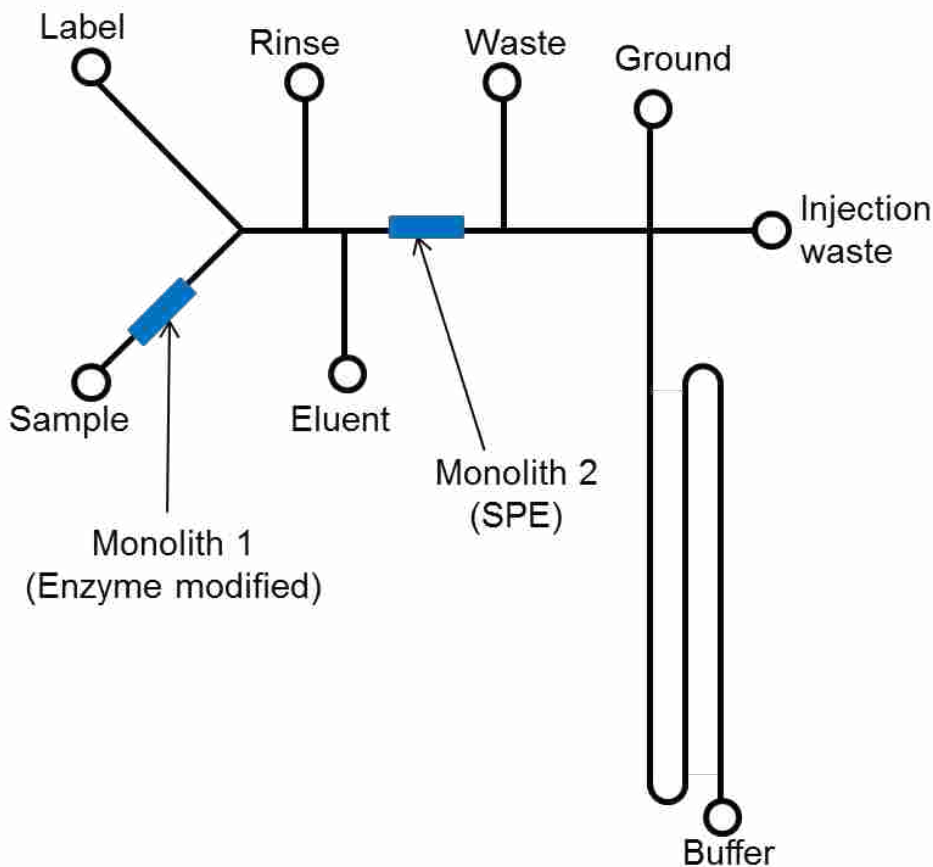 Label
Rinse
Waste
Ground
Injection
waste
Sample
Eluent
Monolith 2
(SPE)
Monolith 1
(Enzyme modified)
Buffer